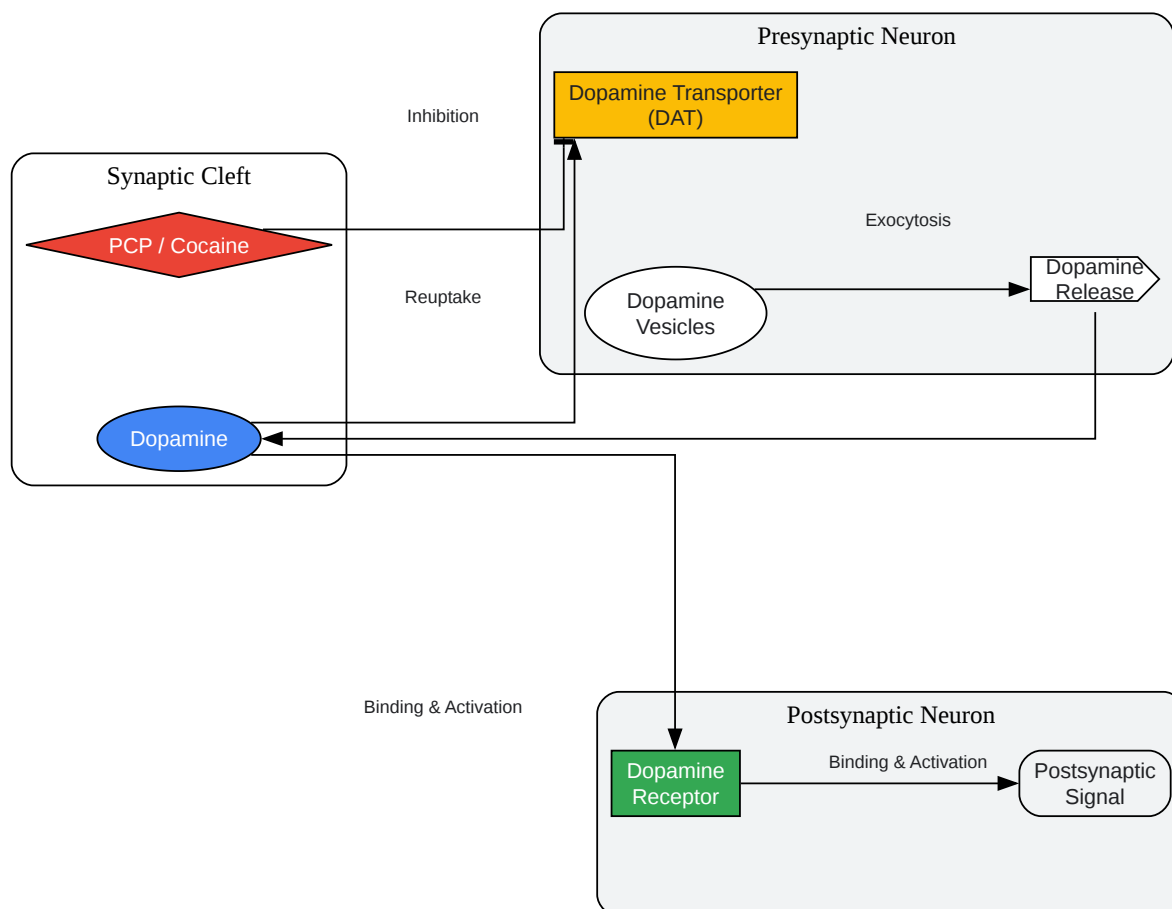 Presynaptic Neuron
Dopamine Transporter
(DAT)
Inhibition
Synaptic Cleft
PCP / Cocaine
Exocytosis
Reuptake
Dopamine
Vesicles
Dopamine
Release
Dopamine
Binding & Activation
Postsynaptic Neuron
Dopamine
Receptor
Binding & Activation
Postsynaptic
Signal